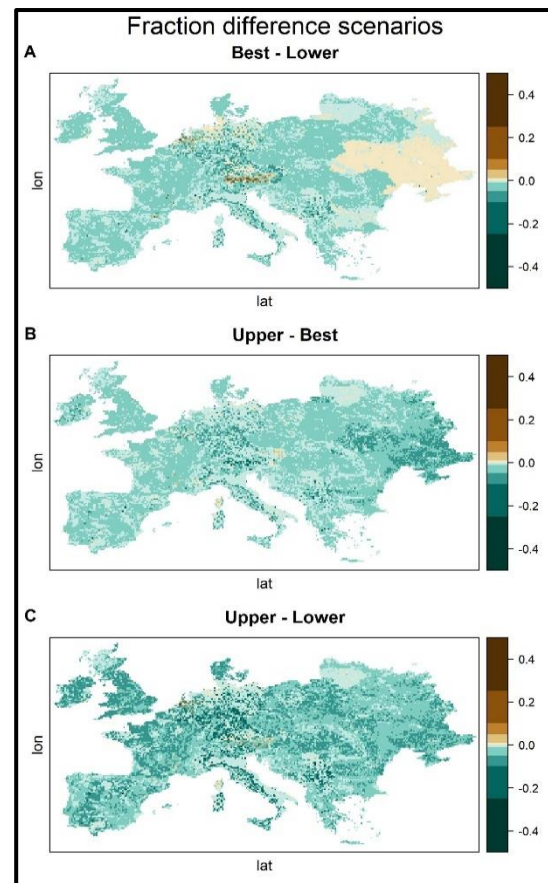 Fraction difference scenarios
A
Best - Lower
0.4
0.2
0.0
-0.2
-0.4
lon
lat
B
Upper - Best
0.4
0.2
0.0
-0.2
-0.4
lon
lat
C
Upper - Lower
0.4
0.2
0.0
-0.2
-0.4
lon
lat